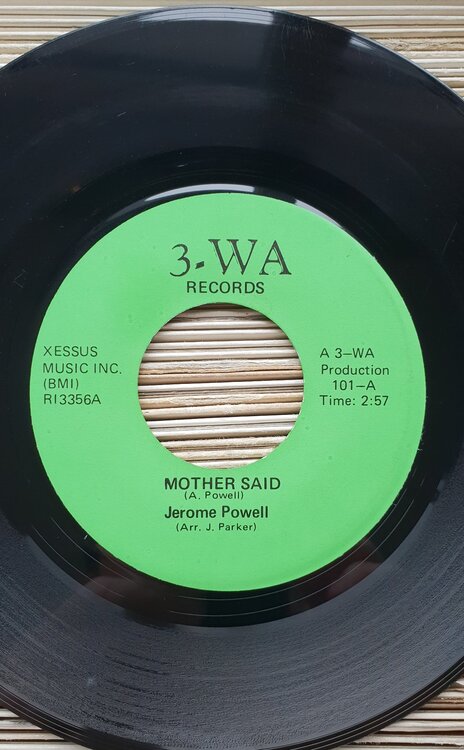 3-WA
RECORDS
XESSUS
MUSIC INC.
(BMI)
RI3356A
A 3-WA
Production
101-A
Time: 2:57
MOTHER SAID
(A. Powell)
Jerome Powell
(Arr. J. Parker)